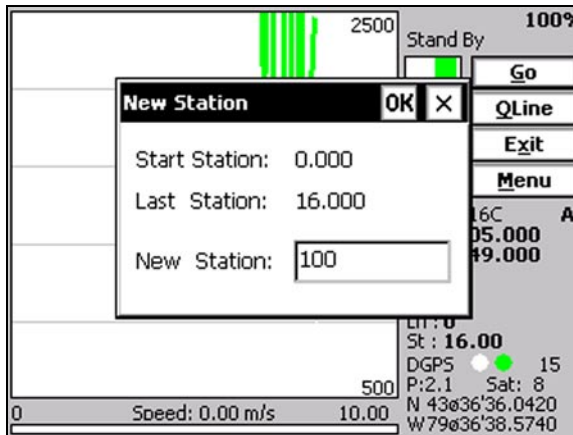 2500
100%
Stand By
Go
QLine
Exit
Menu
New Station
OK ×
Start Station: 0.000
Last Station: 16.000
New Station: 100
16C A
05.000
49.000
St : 16.00
DGPS 15
P:2.1 Sat: 8
N 43ø36'36.0420
W79ø36'38.5740
500
0 Speed: 0.00 m/s 10.00